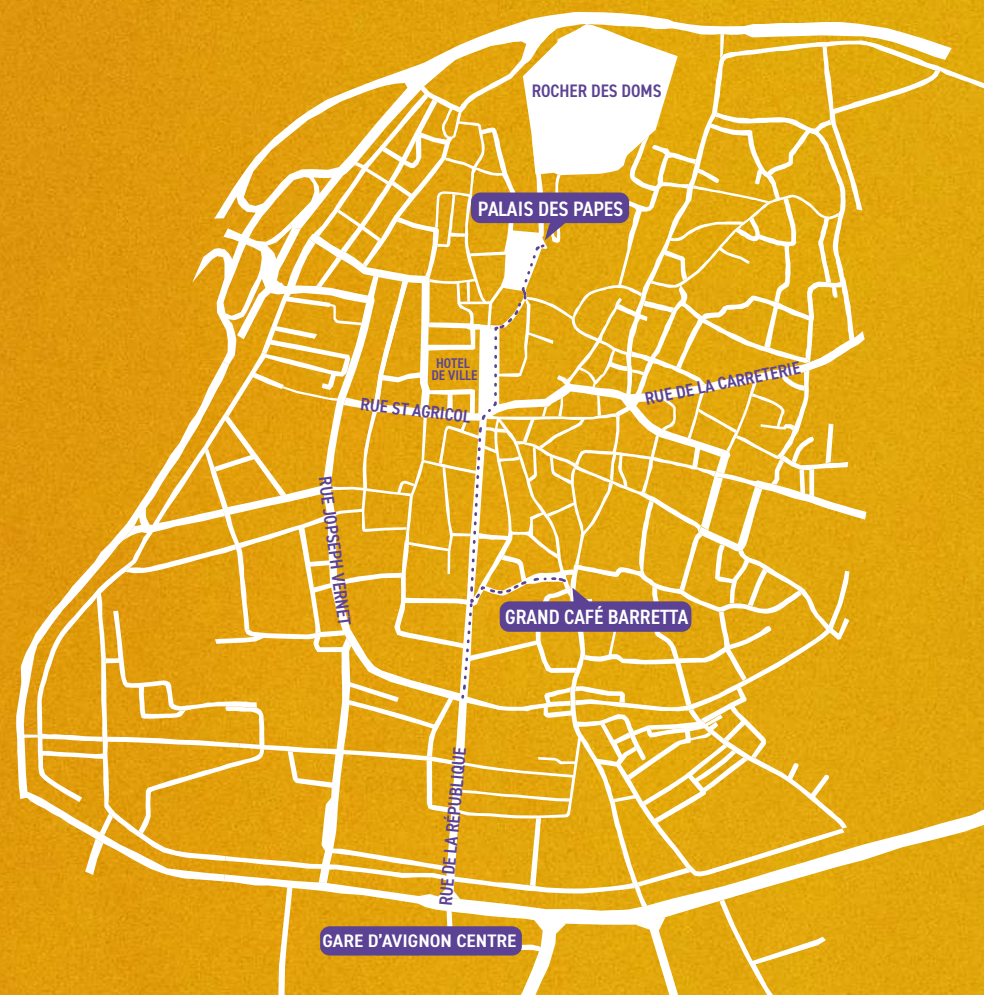 ROCHER DES DOMS
PALAIS DES PAPES
HOTEL
DE VILLE
RUE DE LA CARRETERIE
RUE ST AGRICOL
RUE JOPSEPH VERNET
GRAND CAFÉ BARRETTA
RUE DE LA RÉPUBLIQUE
GARE D'AVIGNON CENTRE